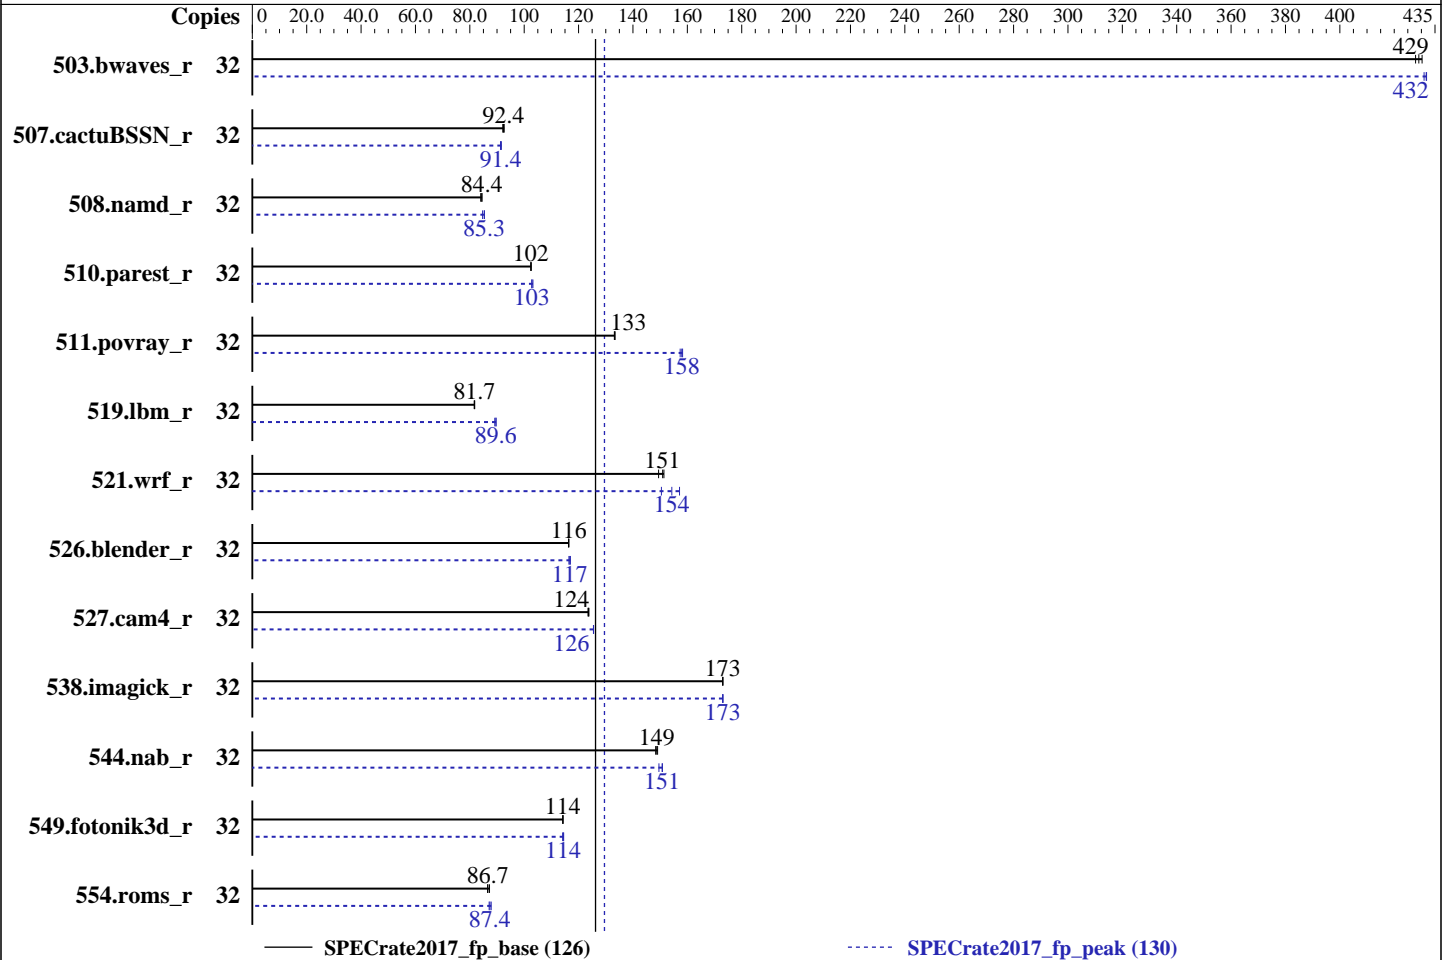 Copies 0 20.0 40.0 60.0 80.0 100 120 140 160 180 200 220 240 260 280 300 320 340 360 380 400 435
429
503.bwaves_r 32
432
92.4
507.cactuBSSN_r 32
91.4
84.4
508.namd_r 32
85.3
102
510.parest_r 32
103
133
511.povray_r 32
158
81.7
519.lbm_r 32
89.6
151
521.wrf_r 32
154
116
526.blender_r 32
117
124
527.cam4_r 32
126
173
538.imagick_r 32
173
149
544.nab_r 32
151
114
549.fotonik3d_r 32
114
86.7
554.roms_r 32
87.4
SPECrate2017_fp_base (126) SPECrate2017_fp_peak (130)